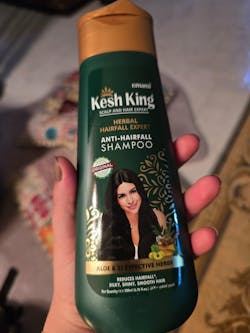 emami
Kesh King
SCALP AND HAIR EXPERT
HERBAL
HAIRFALL EXPERT
ANTI-HAIRFALL
SHAMPOO
ALOE & 21 EFFECTIVE HERBS
REDUCES HAIRFALL*,
SILKY, SHINY, SMOOTH HAIR